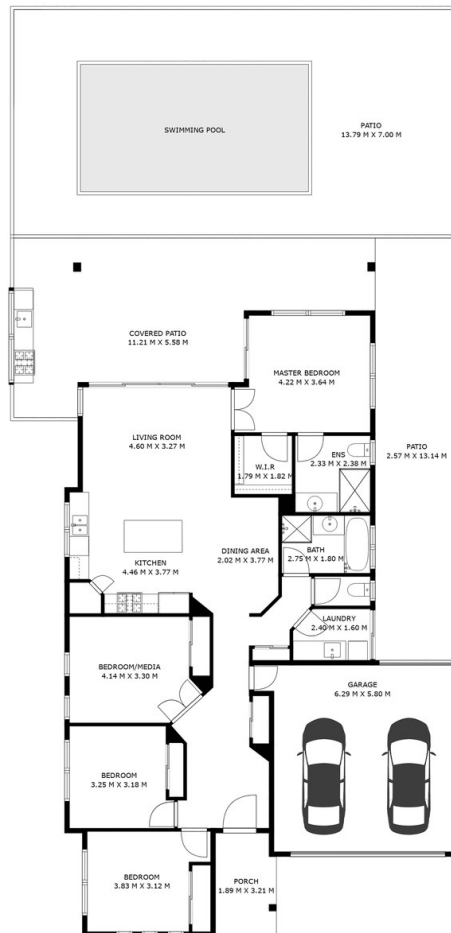 SWIMMING POOL
PATIO
13.79 M X 7.00 M
COVERED PATIO
11.21 M X 5.58 M
MASTER BEDROOM
4.22 M X 3.64 M
LIVING ROOM
4.60 M X 3.27 M
W.I.R
1.79 M X 1.82 M
ENS
2.33 M X 2.38 M
PATIO
2.57 M X 13.14 M
KITCHEN
4.46 M X 3.77 M
DINING AREA
2.02 M X 3.77 M
BATH
2.75 M X 1.80 M
LAUNDRY
2.40 M X 1.60 M
BEDROOM/MEDIA
4.14 M X 3.30 M
GARAGE
6.29 M X 5.80 M
BEDROOM
3.25 M X 3.18 M
BEDROOM
3.83 M X 3.12 M
PORCH
1.89 M X 3.21 M